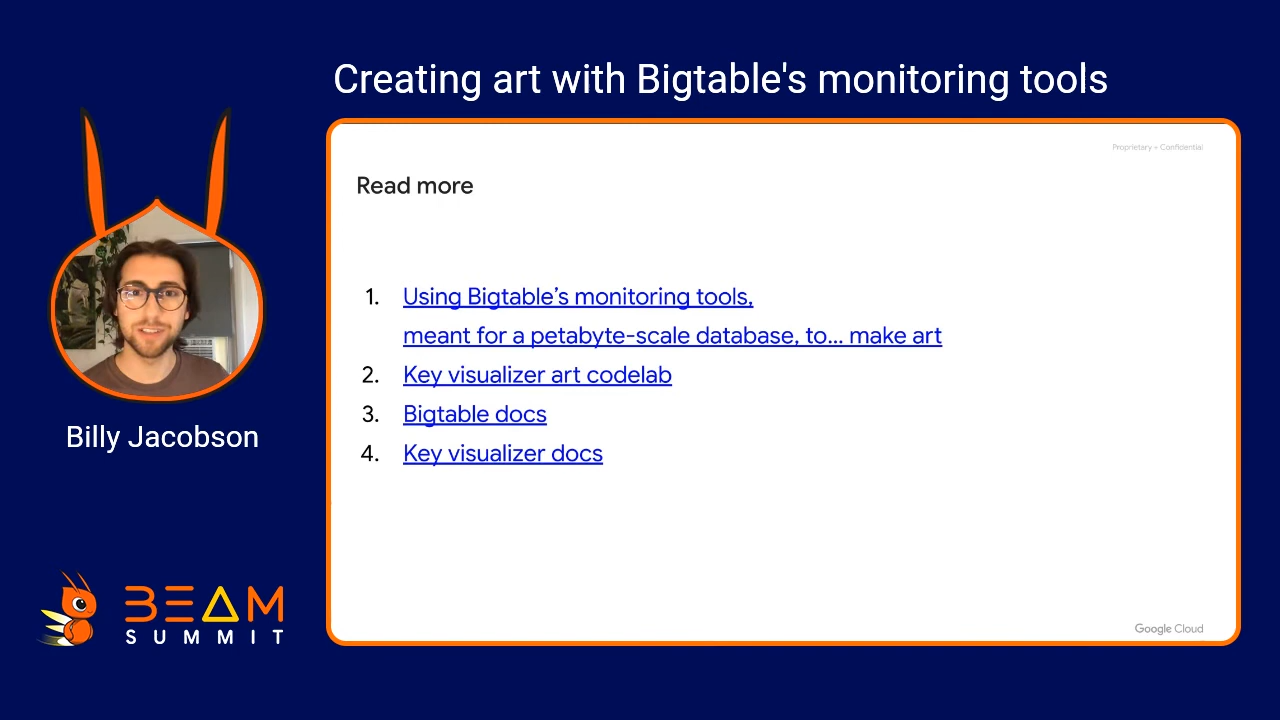 Creating art with Bigtable's monitoring tools
Proprietary + Confidential
Read more
1. Using Bigtable’s monitoring tools,
meant for a petabyte-scale database, to... make art
2. Key visualizer art codelab
3. Bigtable docs
4. Key visualizer docs
Billy Jacobson
BEAM
SUMMIT
Google Cloud